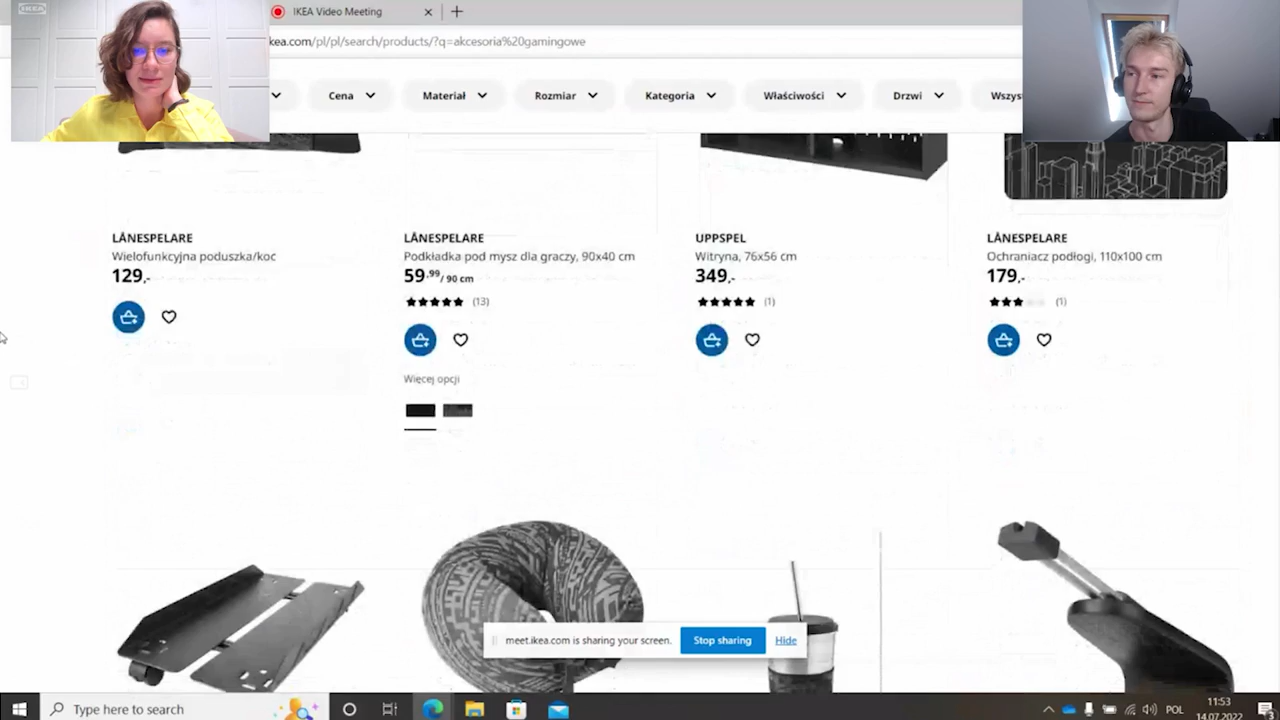 IKEA
IKEA Video Meeting
kea.com/pl/pl/search/products/?q=akcesoria%20gamingowe
Cena
Materiał
Rozmiar
Kategoria
Właściwości
Drzwi
Wszys
LÅNESPELARE
Wielofunkcyjna poduszka/koc
129,-
LÅNESPELARE
Podkładka pod mysz dla graczy, 90x40 cm
59,99/ 90 cm
(13)
Więcej opcji
UPPSPEL
Witryna, 76x56 cm
349,-
(1)
LÅNESPELARE
Ochraniacz podłogi, 110x100 cm
179,-
(1)
meet.ikea.com is sharing your screen.
Stop sharing
Hide
Type here to search
POL
11:53
14.07.2022